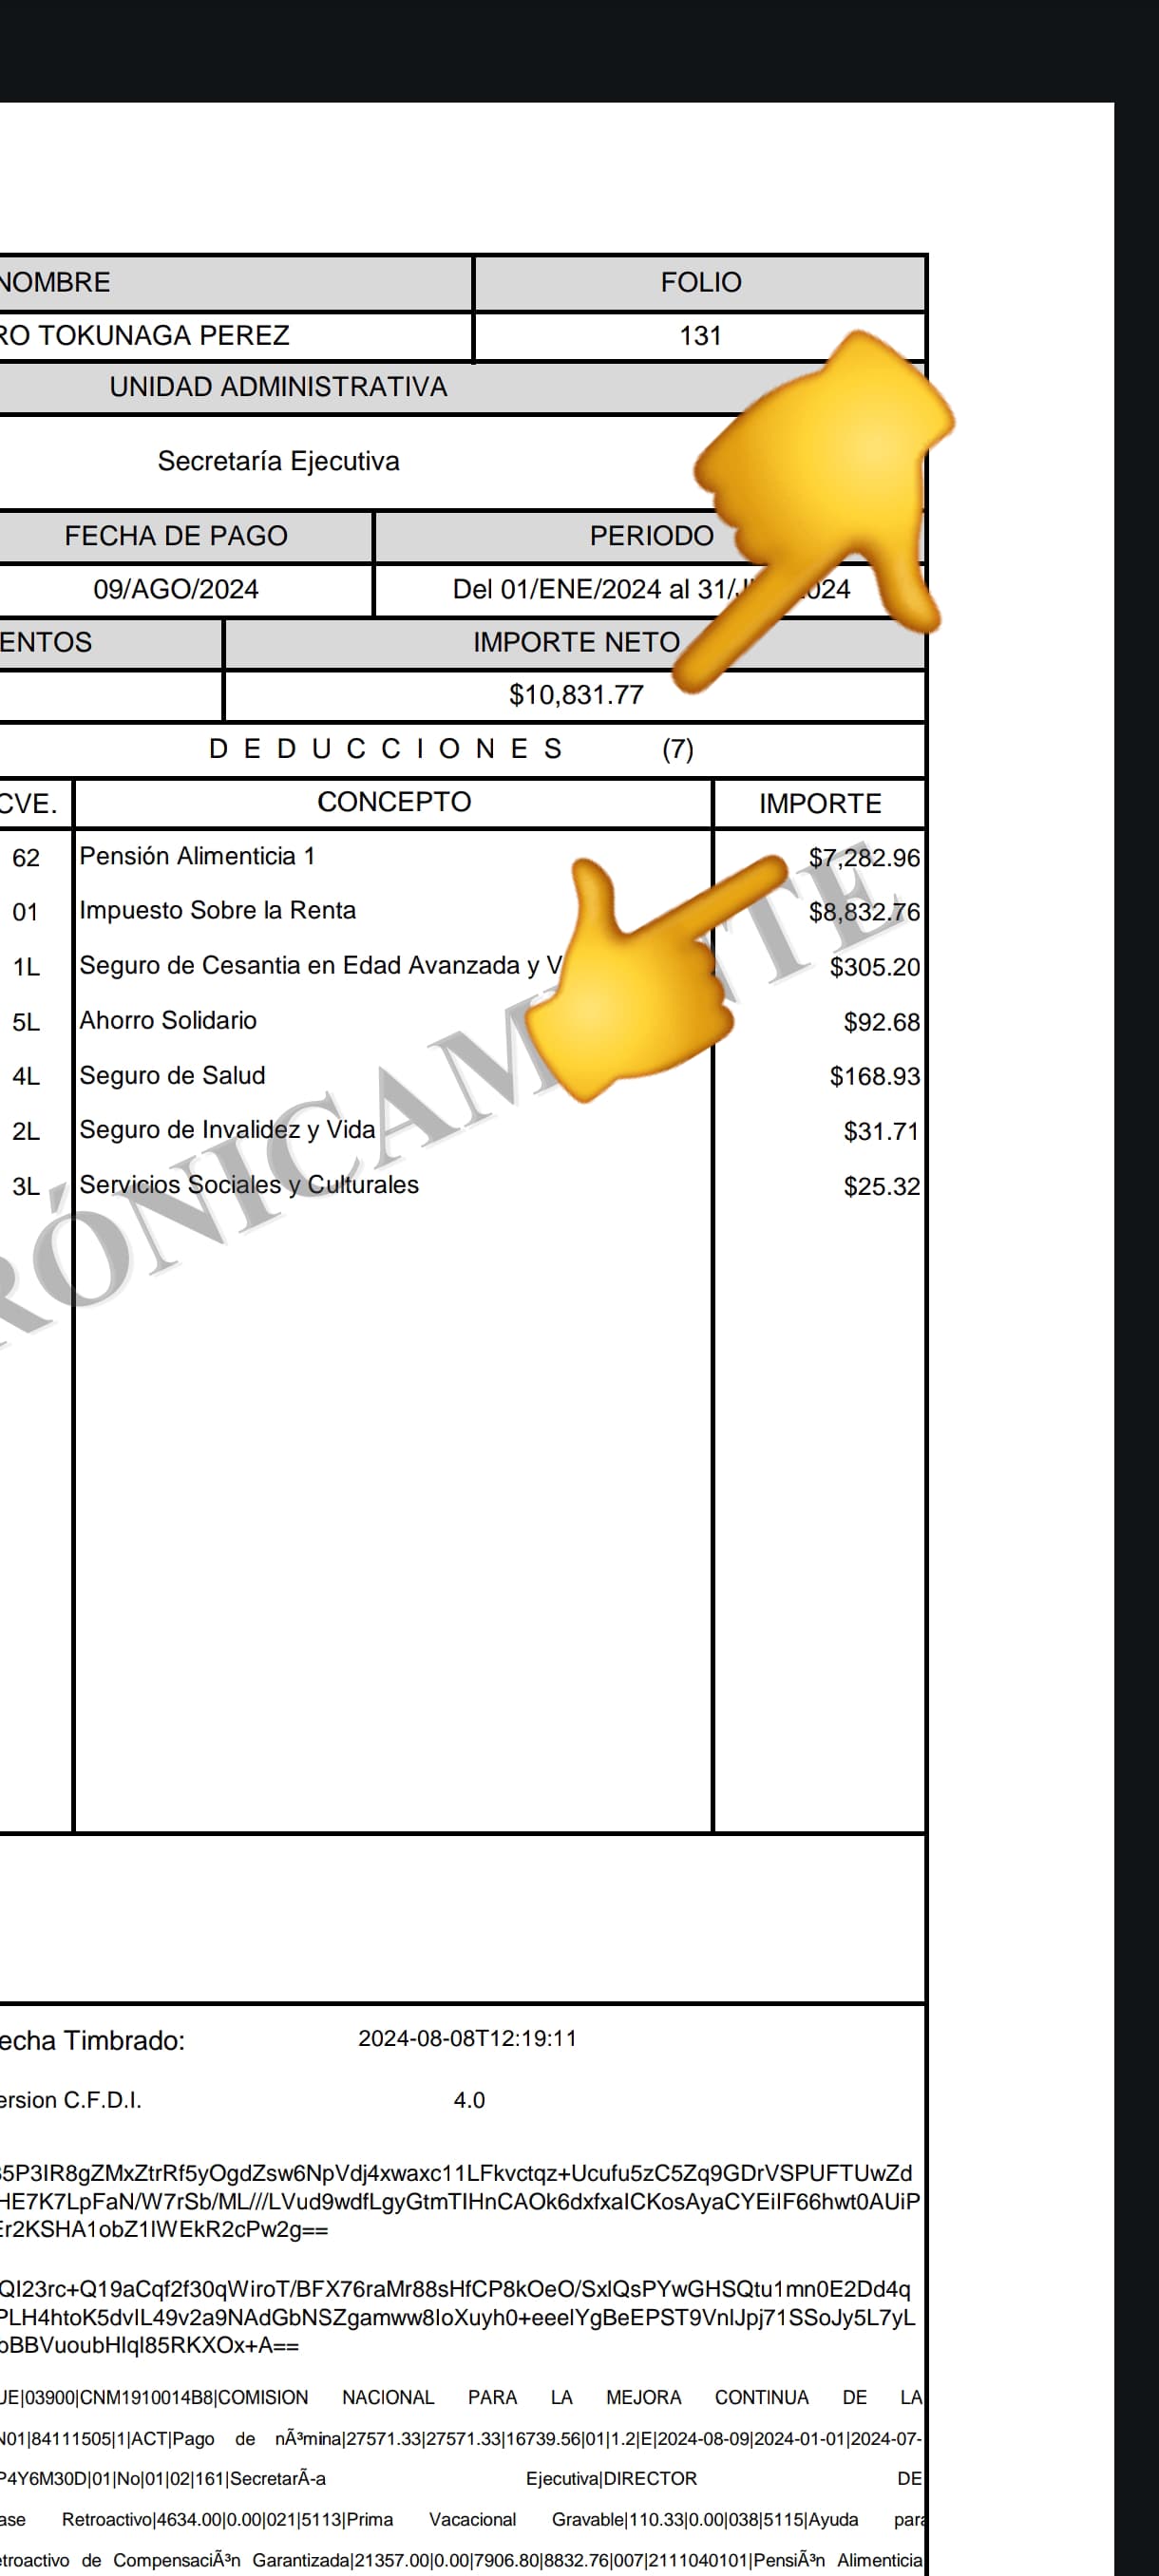 NOMBRE FOLIO
RO TOKUNAGA PEREZ 131
UNIDAD ADMINISTRATIVA
Secretaría Ejecutiva
FECHA DE PAGO PERIODO
09/AGO/2024 Del 01/ENE/2024 al 31/ 024
ENTOS IMPORTE NETO
$10,831.77
DEDUCCIONES (7)
CVE. CONCEPTO IMPORTE
62 Pensión Alimenticia 1 $7,282.96
01 Impuesto Sobre la Renta $8,832.76
1L Seguro de Cesantia en Edad Avanzada y V $305.20
5L Ahorro Solidario $92.68
4L Seguro de Salud $168.93
2L Seguro de Invalidez y Vida $31.71
3L Servicios Sociales y Culturales $25.32
RÓNICAM NTE
echa Timbrado: 2024-08-08T12:19:11
ersion C.F.D.I. 4.0
5P3IR8gZMxZtrRf5yOgdZsw6NpVdj4xwaxc11LFkvctqz+Ucufu5zC5Zq9GDrVSPUFTUwZd
HE7K7LpFaN/W7rSb/ML///LVud9wdfLgyGtmTIHnCAOk6dxfxaICKosAyaCYEiIF66hwt0AUiP
Er2KSHA1obZ1IWEkR2cPw2g==
QI23rc+Q19aCqf2f30qWiroT/BFX76raMr88sHfCP8kOeO/SxIQsPYwGHSQtu1mn0E2Dd4q
PLH4htoK5dvIL49v2a9NAdGbNSZgamww8IoXuyh0+eeelYgBeEPST9VnIJpj71SSoJy5L7yL
oBBVuoubHIqI85RKXOx+A==
UE|03900|CNM1910014B8|COMISION NACIONAL PARA LA MEJORA CONTINUA DE LA
N01|84111505|1|ACT|Pago de nÃ³mina|27571.33|27571.33|16739.56|01|1.2|E|2024-08-09|2024-01-01|2024-07-
P4Y6M30D|01|No|01|02|161|SecretarÃ-a Ejecutiva|DIRECTOR DE
ase Retroactivo|4634.00|0.00|021|5113|Prima Vacacional Gravable|110.33|0.00|038|5115|Ayuda para
etroactivo de CompensaciÃ³n Garantizada|21357.00|0.00|7906.80|8832.76|007|2111040101|PensiÃ³n Alimenticia